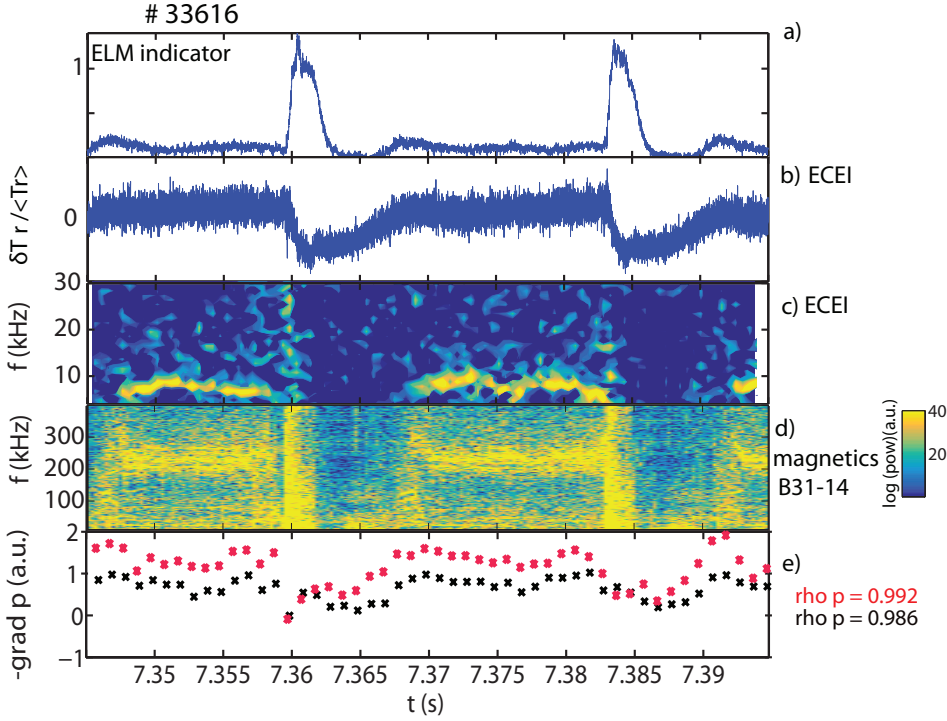 # 33616
a)
ELM indicator
1
b) ECEI
δT r /<Tr>
0
c) ECEI
f (kHz)
30
20
10
d)
magnetics
B31-14
f (kHz)
300
200
100
2
log (pow)(a.u.)
40
20
e)
rho p = 0.992
rho p = 0.986
-grad p (a.u.)
2
1
0
−1
7.35 7.355 7.36 7.365 7.37 7.375 7.38 7.385 7.39
t (s)